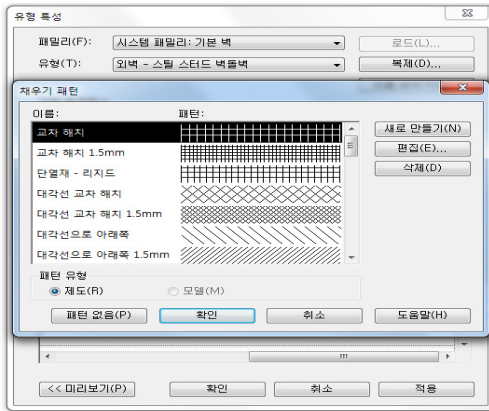 유형 특성
패밀리(F): 시스템 패밀리: 기본 벽 로드(L)...
유형(T): 외벽 - 스틸 스터드 벽돌벽 복제(D)...
채우기 패턴
이름: 패턴:
교차 해치 새로 만들기(N)
교차 해치 1.5mm 편집(E)...
단열재 - 리지드 삭제(D)
대각선 교차 해치
대각선 교차 해치 1.5mm
대각선으로 아래쪽
대각선으로 아래쪽 1.5mm
패턴 유형
제도(R) 모델(M)
패턴 없음(P) 확인 취소 도움말(H)
<< 미리보기(P) 확인 취소 적용